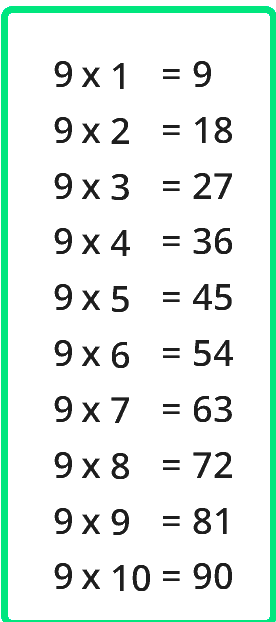 9 x 1 = 9
9 x 2 = 18
9 x 3 = 27
9 x 4 = 36
9 x 5 = 45
9 x 6 = 54
9 x 7 = 63
9 x 8 = 72
9 x 9 = 81
9 x 10 = 90